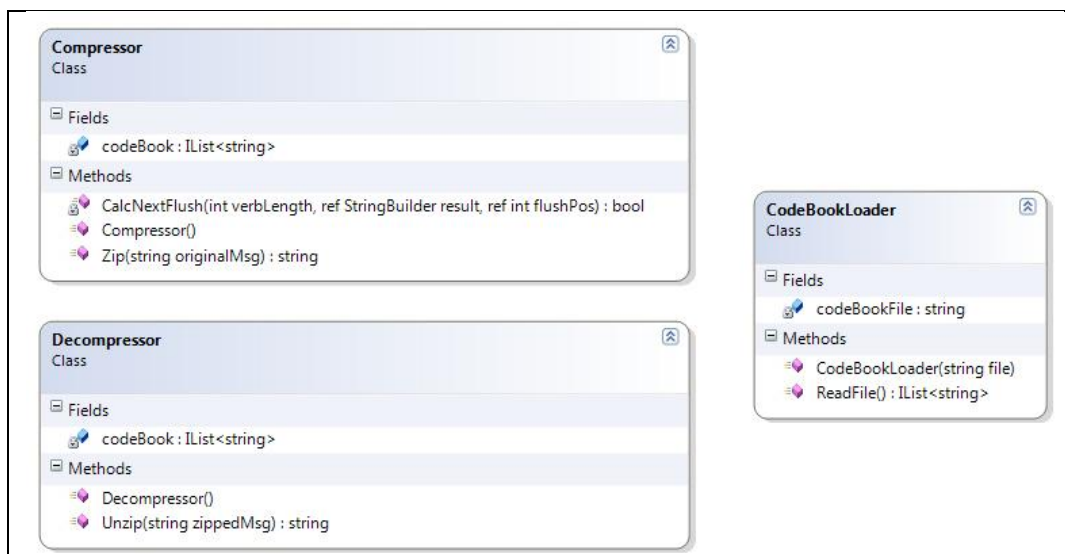 Compressor
Class
Fields
codeBook : IList<string>
Methods
CalcNextFlush(int verbLength, ref StringBuilder result, ref int flushPos) : bool
Compressor()
Zip(string originalMsg) : string
Decompressor
Class
Fields
codeBook : IList<string>
Methods
Decompressor()
Unzip(string zippedMsg) : string
CodeBookLoader
Class
Fields
codeBookFile : string
Methods
CodeBookLoader(string file)
ReadFile() : IList<string>